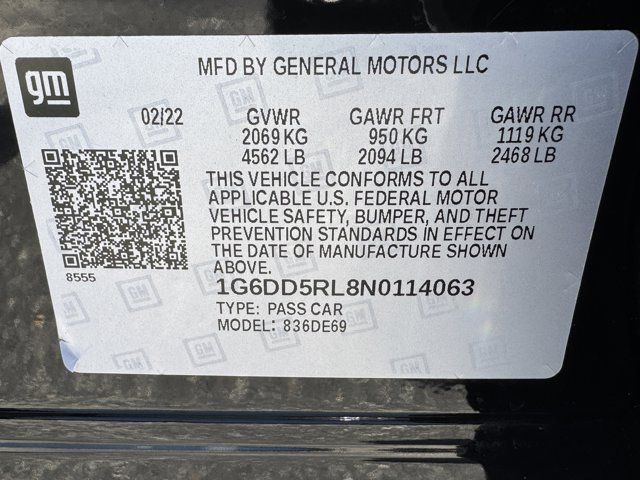 gm
MFD BY GENERAL MOTORS LLC
02/22 GVWR GAWR FRT GAWR RR
2069 KG 950 KG 1119 KG
4562 LB 2094 LB 2468 LB
THIS VEHICLE CONFORMS TO ALL
APPLICABLE U.S. FEDERAL MOTOR
VEHICLE SAFETY, BUMPER, AND THEFT
PREVENTION STANDARDS IN EFFECT ON
THE DATE OF MANUFACTURE SHOWN
ABOVE.
8555
1G6DD5RL8N0114063
TYPE: PASS CAR
MODEL: 836DE69